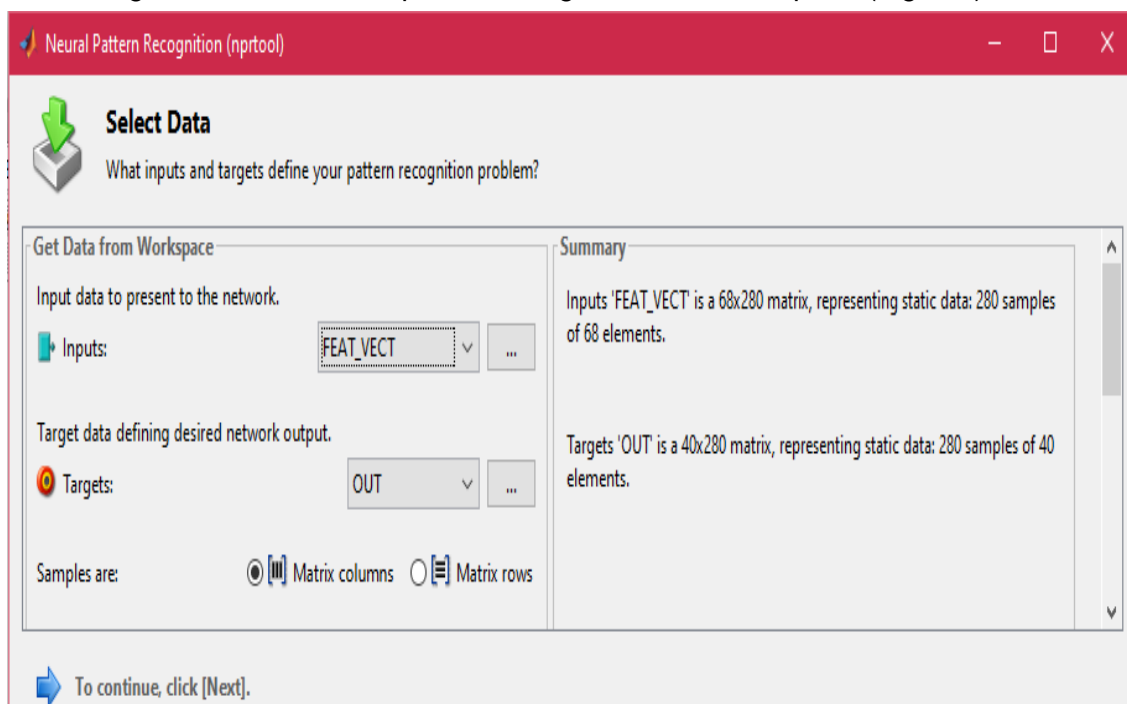 Neural Pattern Recognition (nprtool)
Select Data
What inputs and targets define your pattern recognition problem?
Get Data from Workspace
Input data to present to the network.
Inputs:
FEAT_VECT
...
Target data defining desired network output.
Targets:
OUT
...
Samples are:
Matrix columns
Matrix rows
Summary
Inputs 'FEAT_VECT' is a 68x280 matrix, representing static data: 280 samples
of 68 elements.
Targets 'OUT' is a 40x280 matrix, representing static data: 280 samples of 40
elements.
To continue, click [Next].